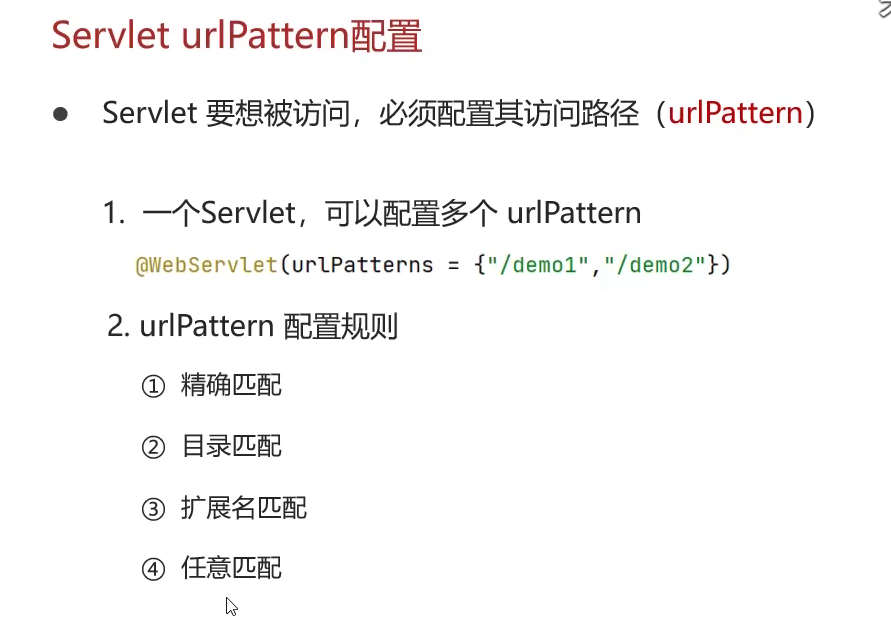 Servlet urlPattern配置
● Servlet 要想被访问，必须配置其访问路径（urlPattern）
1. 一个Servlet，可以配置多个 urlPattern
@WebServlet(urlPatterns = {"/demo1","/demo2"})
2. urlPattern 配置规则
① 精确匹配
② 目录匹配
③ 扩展名匹配
④ 任意匹配